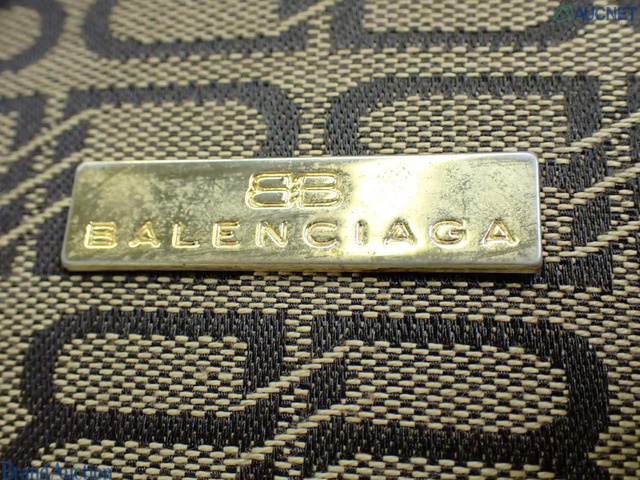 AUCNET
BB
BALENCIAGA
Brand Auction